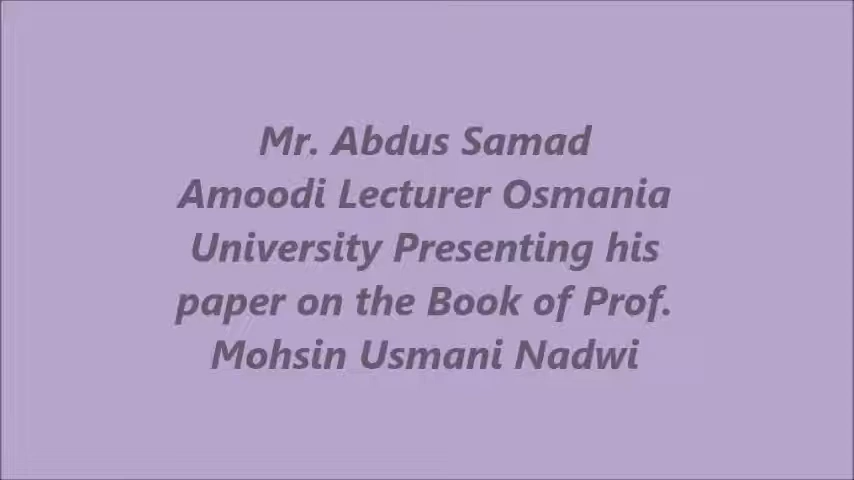 Mr. Abdus Samad
Amoodi Lecturer Osmania
University Presenting his
paper on the Book of Prof.
Mohsin Usmani Nadwi